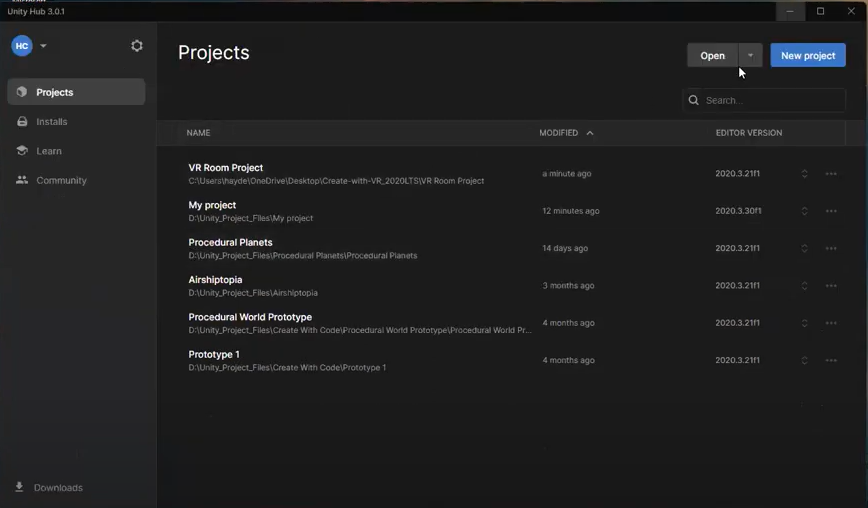 Unity Hub 3.0.1
HC
Projects
Installs
Learn
Community
Downloads
Projects
Open
New project
Search...
NAME MODIFIED EDITOR VERSION
VR Room Project
C:\Users\hayde\OneDrive\Desktop\Create-with-VR_2020LTS\VR Room Project
a minute ago
2020.3.21f1
My project
D:\Unity_Project_Files\My project
12 minutes ago
2020.3.30f1
Procedural Planets
D:\Unity_Project_Files\Procedural Planets\Procedural Planets
14 days ago
2020.3.21f1
Airshiptopia
D:\Unity_Project_Files\Airshiptopia
3 months ago
2020.3.21f1
Procedural World Prototype
D:\Unity_Project_Files\Create With Code\Procedural World Prototype\Procedural World Pr...
4 months ago
2020.3.21f1
Prototype 1
D:\Unity_Project_Files\Create With Code\Prototype 1
4 months ago
2020.3.21f1